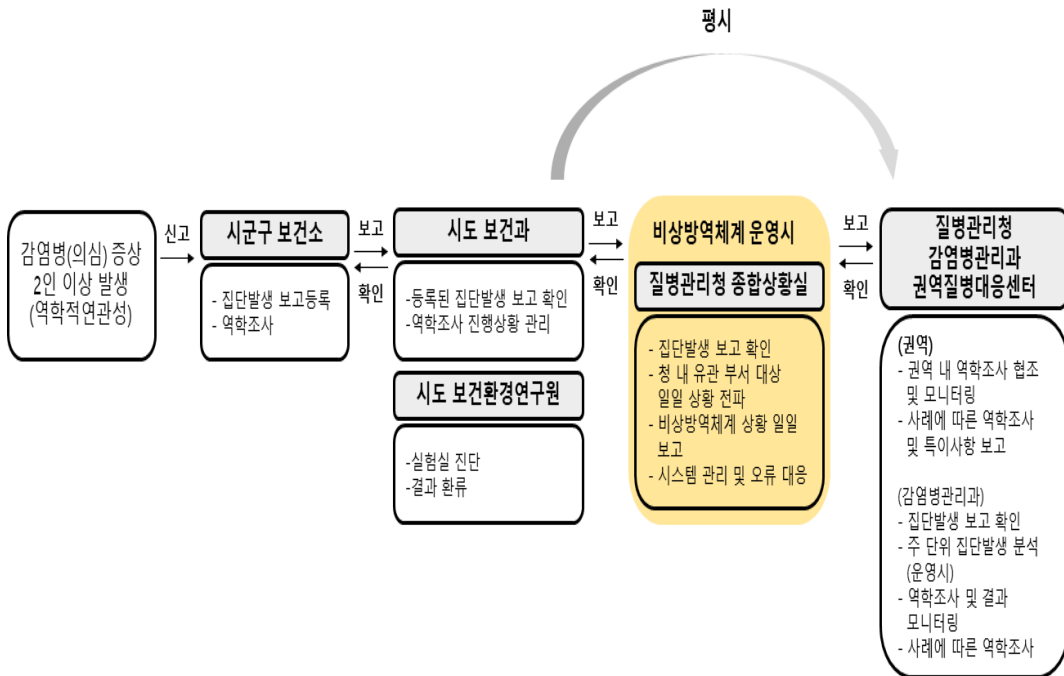 평시
감염병(의심) 증상
2인 이상 발생
(역학적연관성)
신고
시군구 보건소
- 집단발생 보고등록
- 역학조사
보고
확인
시도 보건과
-등록된 집단발생 보고 확인
-역학조사 진행상황 관리
시도 보건환경연구원
-실험실 진단
-결과 환류
보고
확인
비상방역체계 운영시
질병관리청 종합상황실
- 집단발생 보고 확인
- 청 내 유관 부서 대상
일일 상황 전파
- 비상방역체계 상황 일일
보고
- 시스템 관리 및 오류 대응
보고
확인
질병관리청
감염병관리과
권역질병대응센터
(권역)
- 권역 내 역학조사 협조
및 모니터링
- 사례에 따른 역학조사
및 특이사항 보고
(감염병관리과)
- 집단발생 보고 확인
- 주 단위 집단발생 분석
(운영시)
- 역학조사 및 결과
모니터링
- 사례에 따른 역학조사